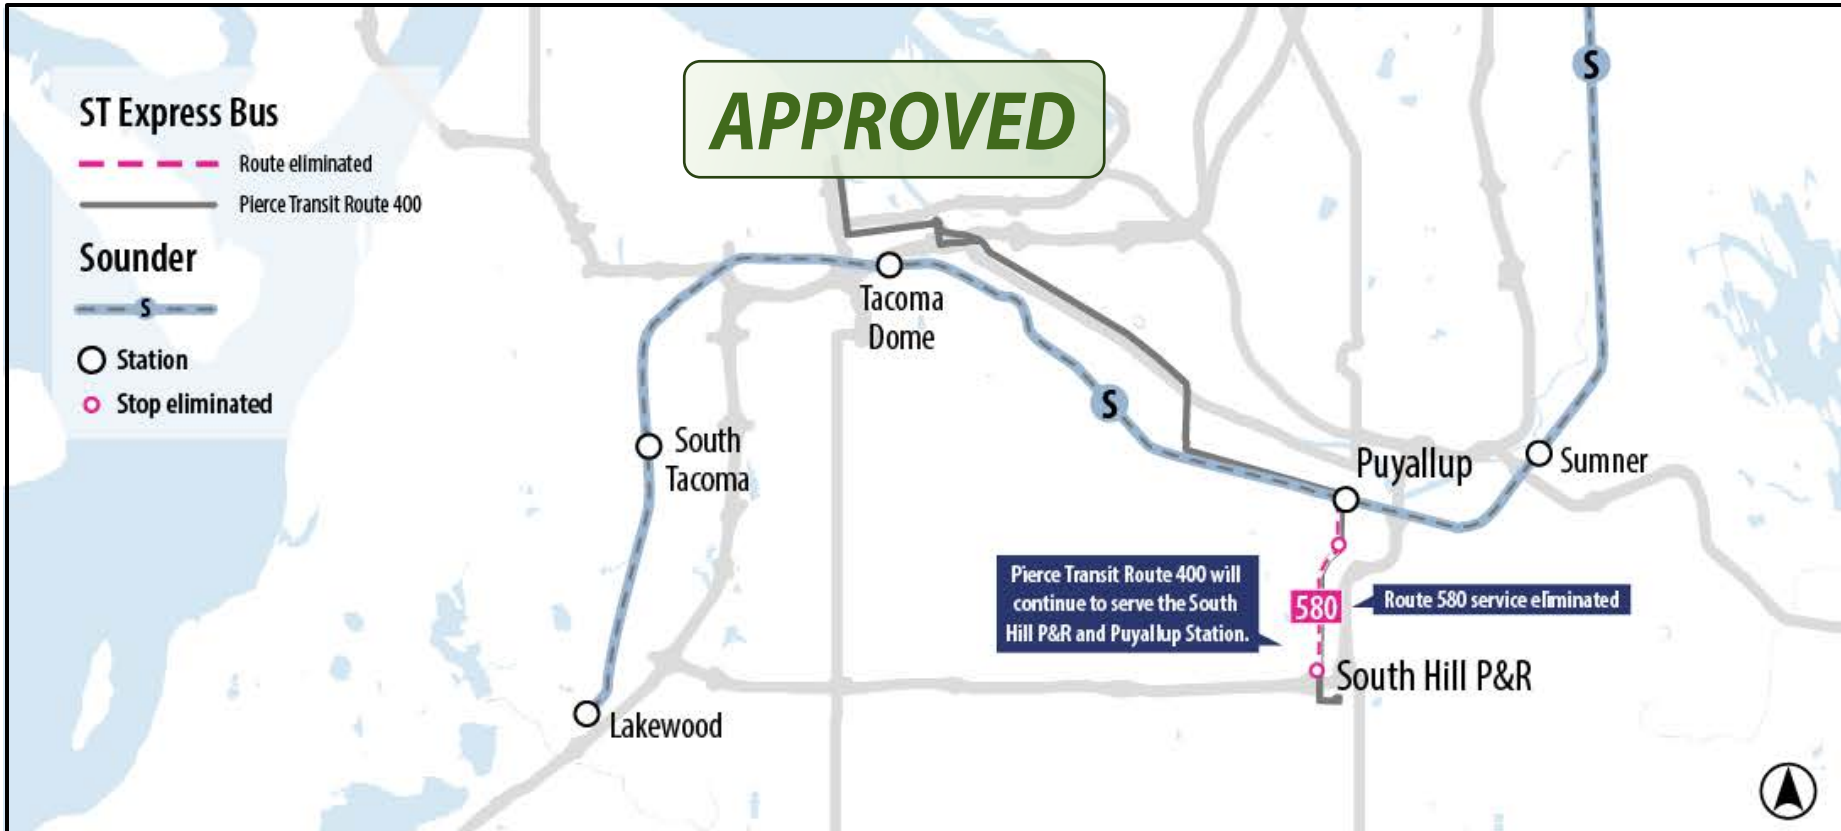 APPROVED
ST Express Bus
Route eliminated
Pierce Transit Route 400
Sounder
S
Station
Stop eliminated
S
Tacoma
Dome
S
South
Tacoma
Puyallup
Sumner
Pierce Transit Route 400 will
continue to serve the South
Hill P&R and Puyallup Station.
580
Route 580 service eliminated
South Hill P&R
Lakewood